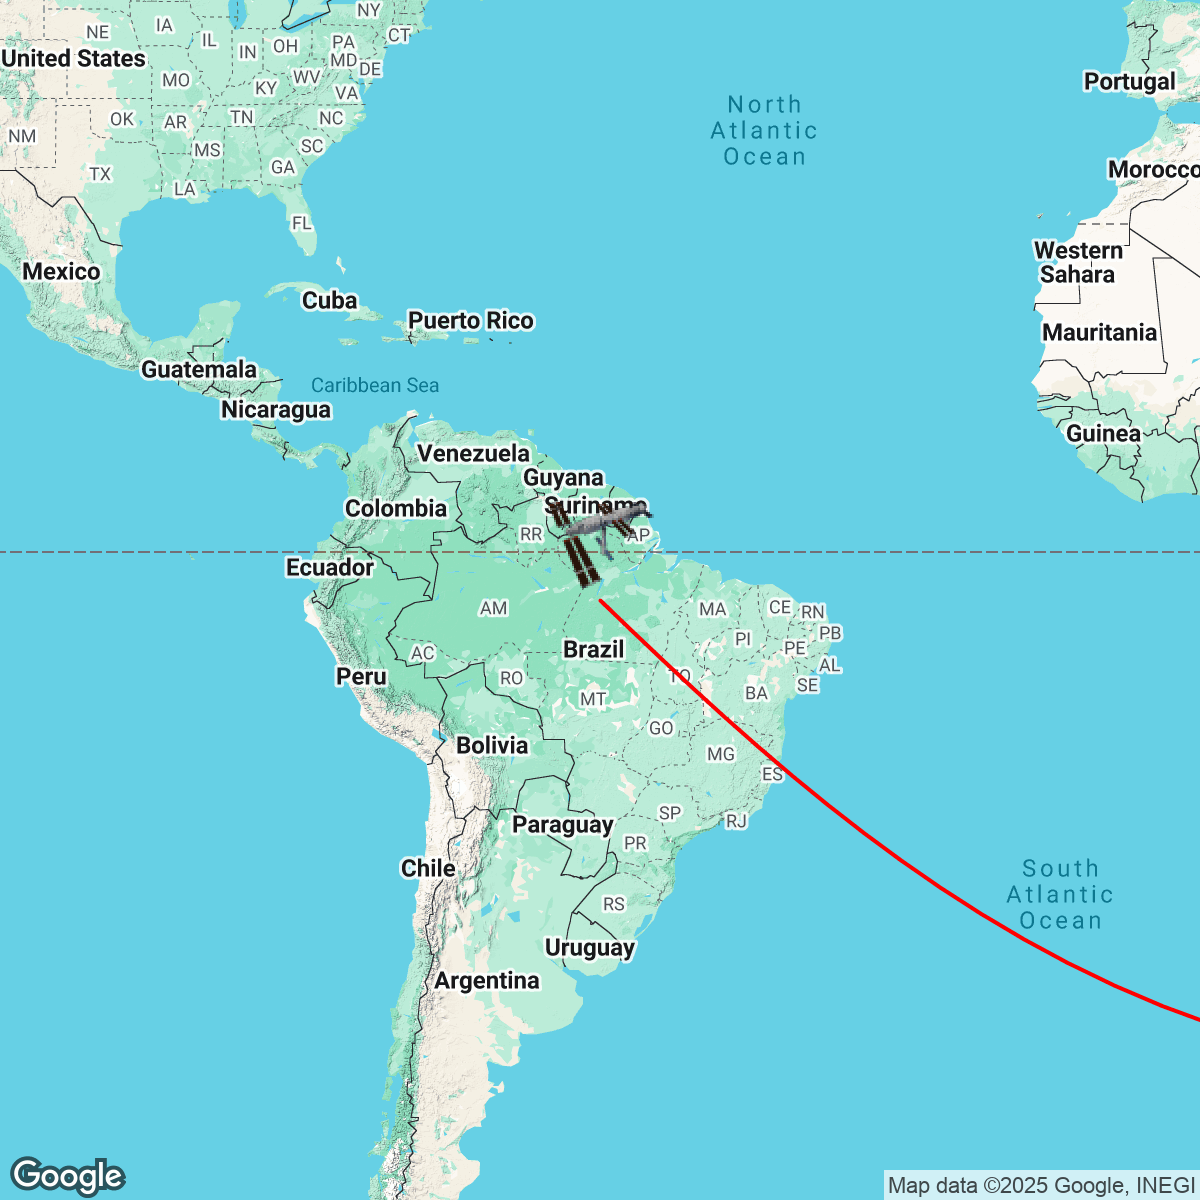 NY
IA
NE
IL
OH
PA
CT
IN
United States
MD
DE
MO
WV
KY
VA
Portugal
North
Atlantic
Ocean
OK
AR
TN
NC
NM
MS
SC
GA
TX
Morocco
LA
FL
Western
Sahara
Mexico
Cuba
Puerto Rico
Mauritania
Guatemala
Caribbean Sea
Nicaragua
Guinea
Venezuela
Guyana
Colombia
Suriname
RR
AP
Ecuador
AM
MA
CE
RN
PB
PI
PE
Brazil
AC
AL
Peru
RO
TO
SE
MT
BA
GO
Bolivia
MG
ES
SP
RJ
Paraguay
PR
Chile
South
Atlantic
Ocean
RS
Uruguay
Argentina
Google
Map data ©2025 Google, INEGI